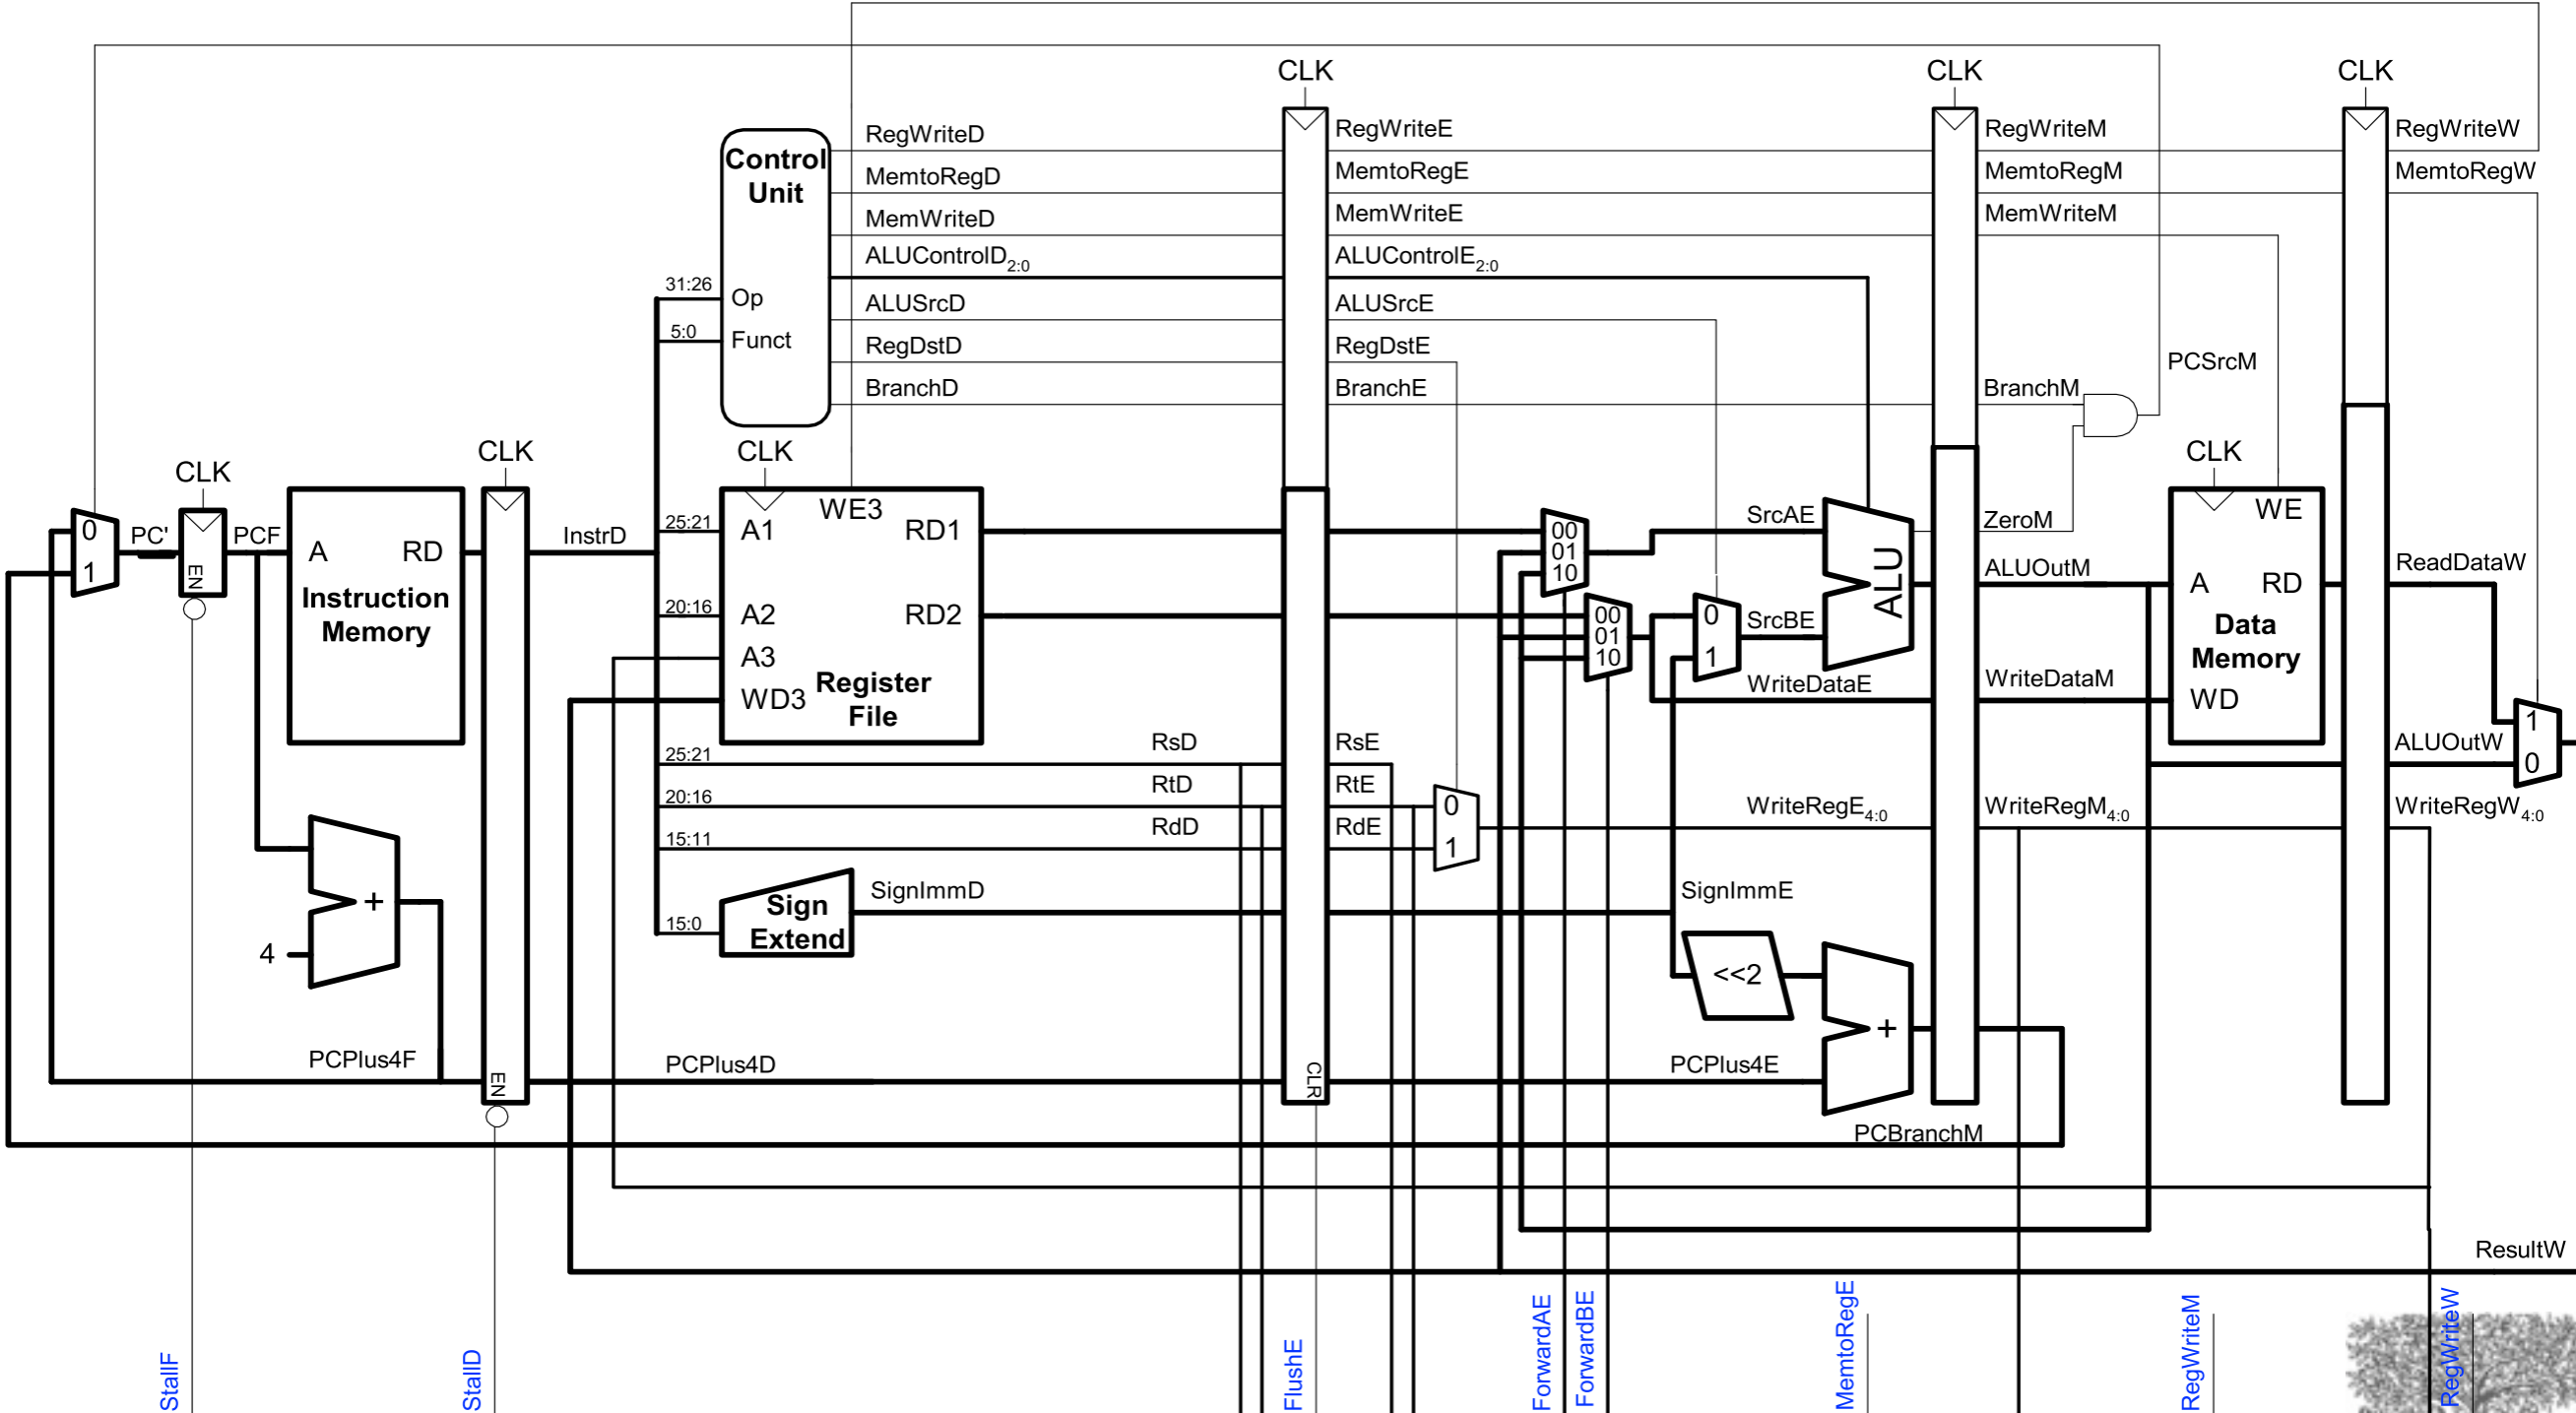 CLK
CLK
CLK
Control
Unit
RegWriteD
MemtoRegD
MemWriteD
ALUControlD2:0
ALUSrcD
RegDstD
BranchD
31:26
Op
5:0
Funct
RegWriteE
MemtoRegE
MemWriteE
ALUControlE2:0
ALUSrcE
RegDstE
BranchE
RegWriteM
MemtoRegM
MemWriteM
BranchM
PCSrcM
RegWriteW
MemtoRegW
CLK
CLK
CLK
CLK
0
1
PC'
EN
PCF
A
RD
Instruction
Memory
InstrD
25:21
20:16
A1
A2
A3
WD3
WE3
RD1
RD2
Register
File
00
01
10
00
01
10
0
1
SrcAE
SrcBE
ALU
ZeroM
ALUOutM
WriteDataE
WriteDataM
A
RD
WE
Data
Memory
WD
ReadDataW
1
0
ALUOutW
25:21
RsD
RsE
20:16
RtD
RtE
15:11
RdD
RdE
0
1
WriteRegE4:0
WriteRegM4:0
WriteRegW4:0
15:0
Sign
Extend
SignImmD
SignImmE
<<2
+
4
+
PCPlus4F
EN
PCPlus4D
CLR
PCPlus4E
PCBranchM
ResultW
StallF
StallD
FlushE
ForwardAE
ForwardBE
MemtoRegE
RegWriteM
RegWriteW